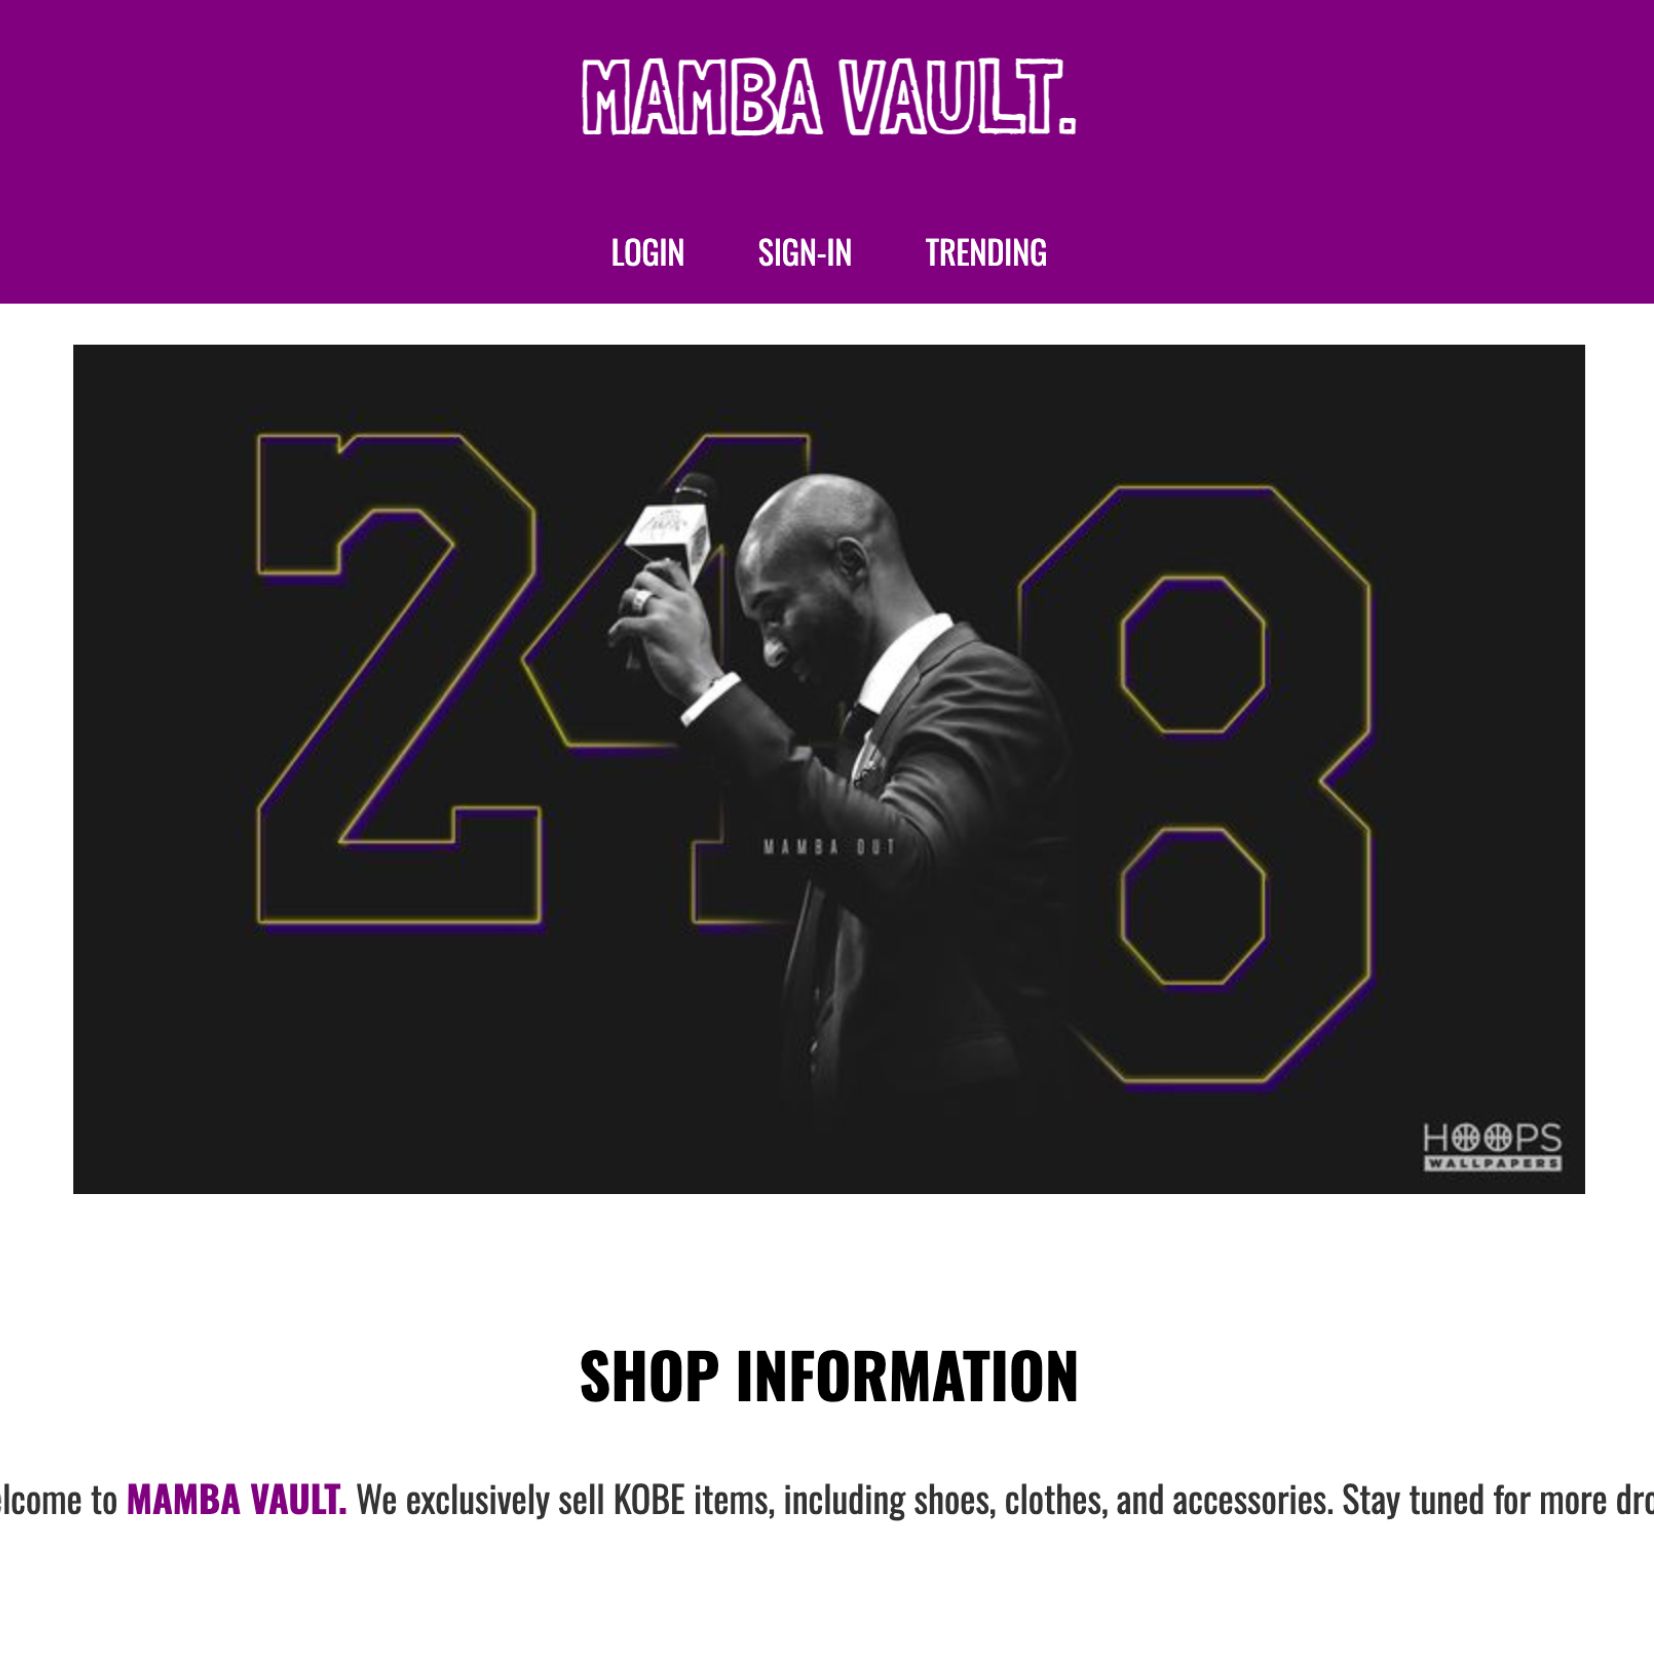 MAMBA VAULT.
LOGIN SIGN-IN TRENDING
24 8
MAMBA OUT
HOOPS
WALLPAPERS
SHOP INFORMATION
elcome to MAMBA VAULT. We exclusively sell KOBE items, including shoes, clothes, and accessories. Stay tuned for more dro